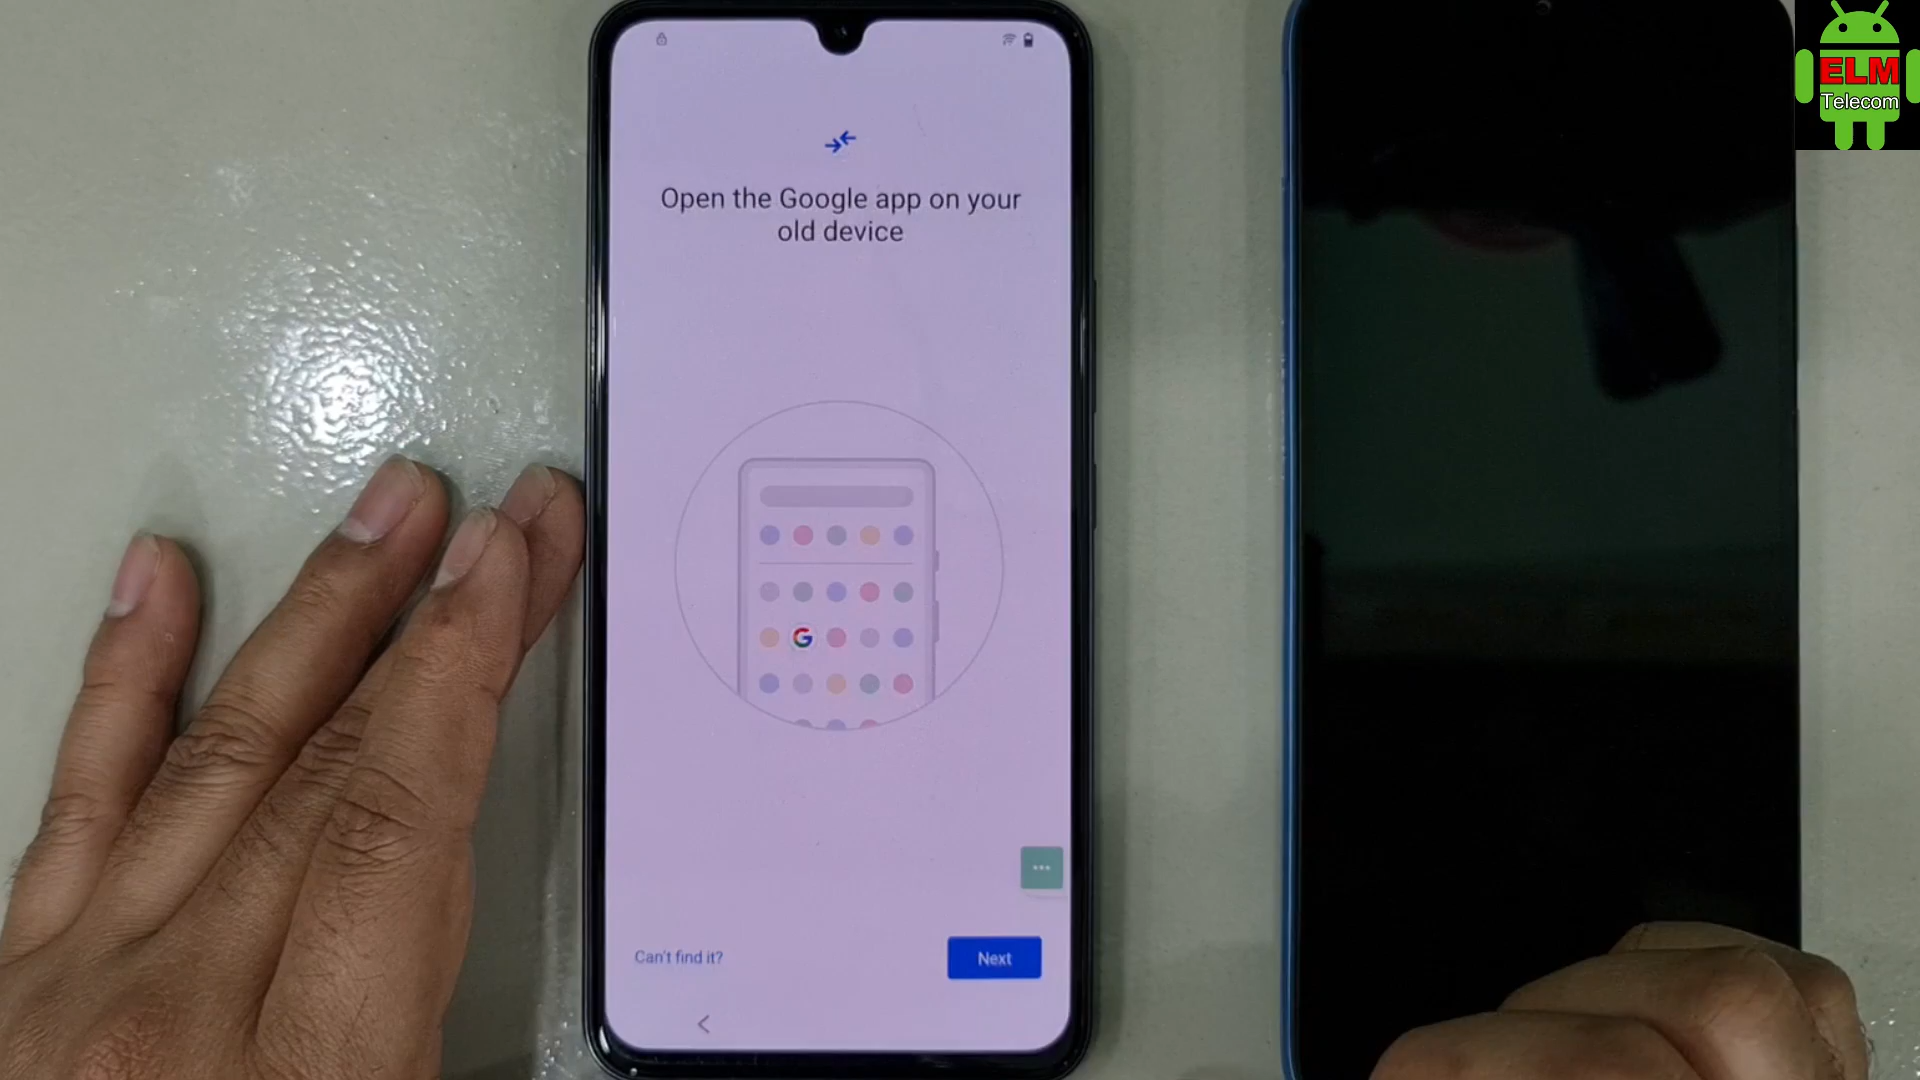 ELM
Telecom
Open the Google app on your
old device
G
Can't find it?
Next